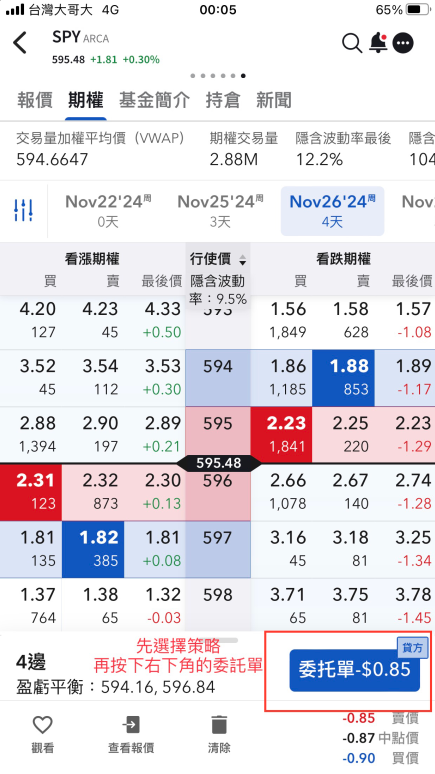 台灣大哥大 4G 00:05 65%
SPY ARCA
595.48 +1.81 +0.30%
報價 期權 基金簡介 持倉 新聞
交易量加權平均價（VWAP） 期權交易量 隱含波動率最後 隱含
594.6647 2.88M 12.2% 104
Nov22'24周 Nov25'24周 Nov26'24周 Nov
0天 3天 4天
看漲期權 行使價 看跌期權
買 賣 最後價 隱含波動 買 賣 最後價
率：9.5%
4.20 4.23 4.33 593 1.56 1.58 1.57
127 45 +0.50 1,849 628 -1.08
3.52 3.54 3.53 594 1.86 1.88 1.89
45 112 +0.30 1,185 853 -1.17
2.88 2.90 2.89 595 2.23 2.25 2.23
1,394 197 +0.21 1,841 220 -1.29
595.48
2.31 2.32 2.30 596 2.66 2.67 2.74
123 873 +0.13 1,078 140 -1.28
1.81 1.82 1.81 597 3.16 3.18 3.25
135 385 +0.08 45 81 -1.34
1.37 1.38 1.32 598 3.71 3.75 3.78
764 65 -0.03 65 81 -1.45
先選擇策略
再按下右下角的委託單
貸方
4邊
委托單-$0.85
盈虧平衡：594.16, 596.84
觀看 查看報價 清除
-0.85 賣價
-0.87 中點價
-0.90 買價